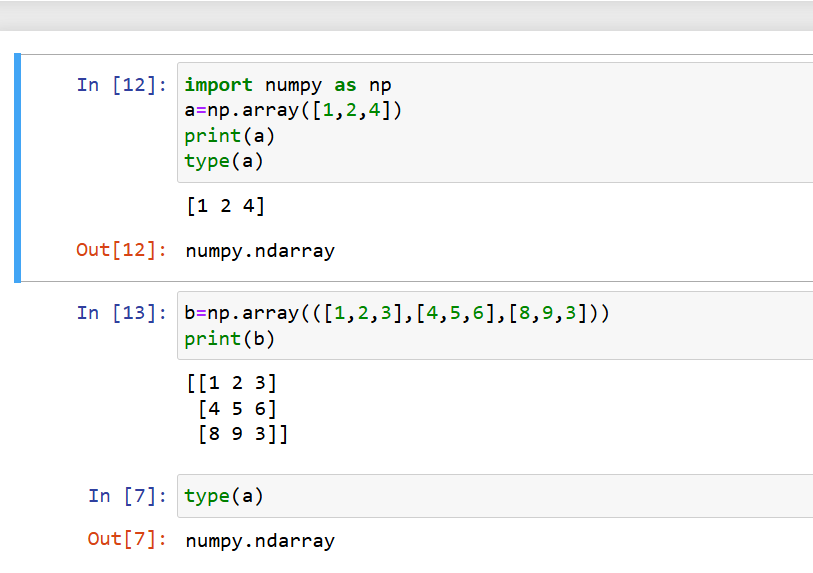 In [12]: import numpy as np
a=np.array([1,2,4])
print(a)
type(a)
[1 2 4]
Out[12]: numpy.ndarray
In [13]: b=np.array(([1,2,3],[4,5,6],[8,9,3]))
print(b)
[[1 2 3]
 [4 5 6]
 [8 9 3]]
In [7]: type(a)
Out[7]: numpy.ndarray